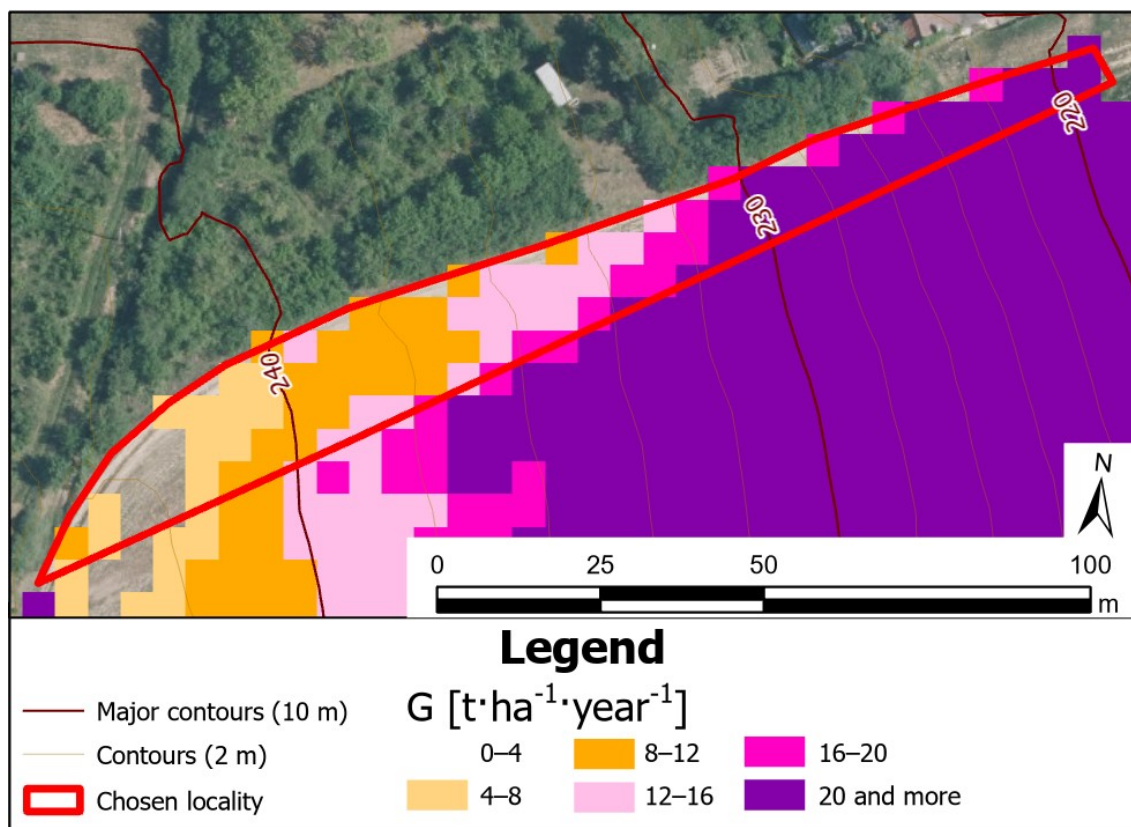 220
230
240
N
0 25 50 100
m
Legend
Major contours (10 m)
Contours (2 m)
Chosen locality
G [t·ha⁻¹·year⁻¹]
0–4
4–8
8–12
12–16
16–20
20 and more